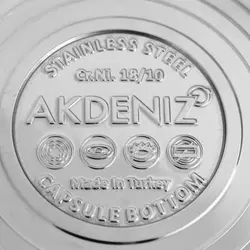 STAINLESS STEEL
Cr.Ni. 18/10
AKDENIZ
Made In Turkey
CAPSULE BOTTOM